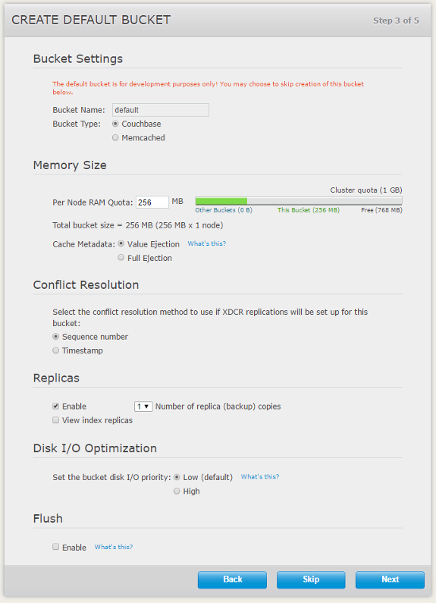 CREATE DEFAULT BUCKET Step 3 of 5
Bucket Settings
The default bucket is for development purposes only! You may choose to skip creation of this bucket
below.
Bucket Name: default
Bucket Type: Couchbase
Memcached
Memory Size
Cluster quota (1 GB)
Per Node RAM Quota: 256 MB
Other Buckets (0 B) This Bucket (256 MB) Free (768 MB)
Total bucket size = 256 MB (256 MB x 1 node)
Cache Metadata: Value Ejection What's this?
Full Ejection
Conflict Resolution
Select the conflict resolution method to use if XDCR replications will be set up for this
bucket:
Sequence number
Timestamp
Replicas
Enable 1 Number of replica (backup) copies
View index replicas
Disk I/O Optimization
Set the bucket disk I/O priority: Low (default) What's this?
High
Flush
Enable What's this?
Back Skip Next